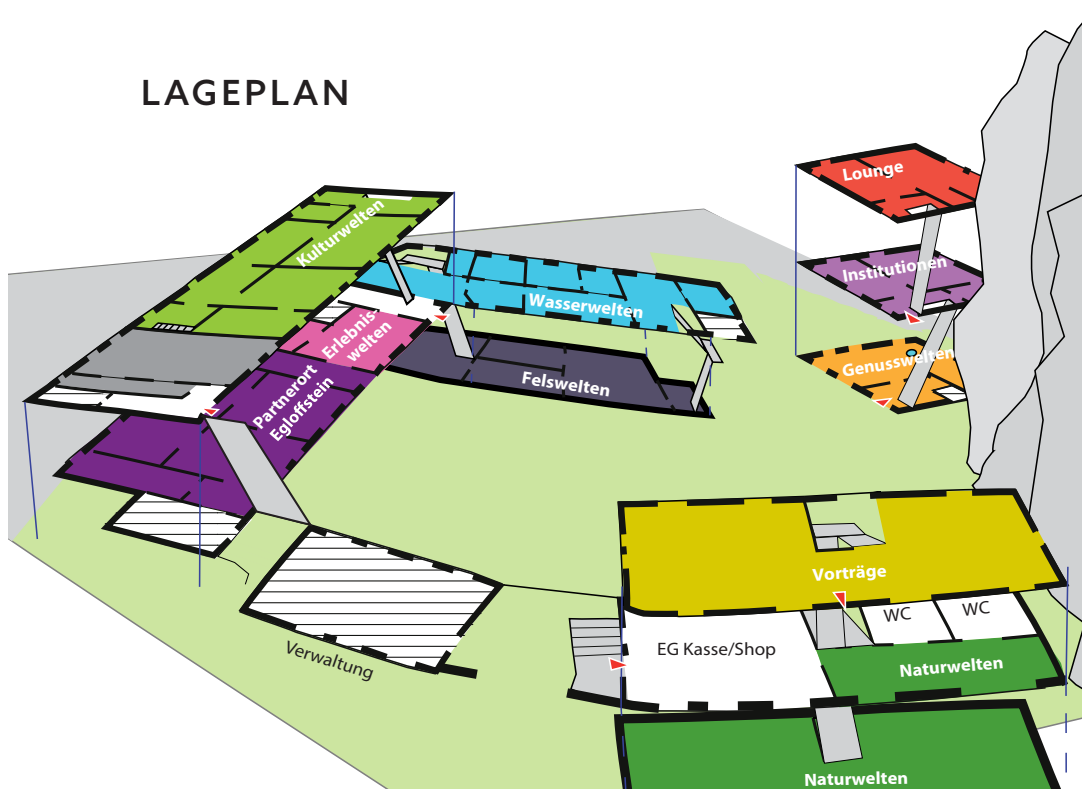 LAGEPLAN
Lounge
Kulturwelten
Institutionen
Wasserwelten
Erlebnis-
welten
Genusswelten
Felswelten
Partnerort
Egloffstein
Vorträge
WC
WC
EG Kasse/Shop
Verwaltung
Naturwelten
Naturwelten